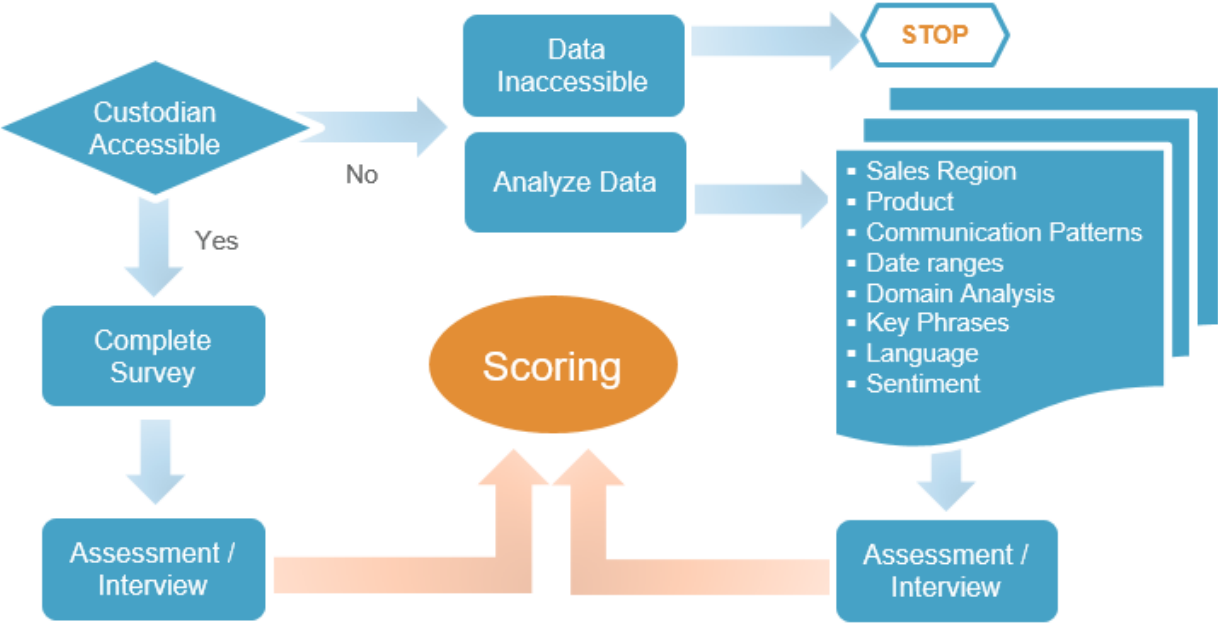 Custodian
Accessible
No
Yes
Data
Inaccessible
STOP
Analyze Data
▪ Sales Region
▪ Product
▪ Communication Patterns
▪ Date ranges
▪ Domain Analysis
▪ Key Phrases
▪ Language
▪ Sentiment
Complete
Survey
Scoring
Assessment /
Interview
Assessment /
Interview